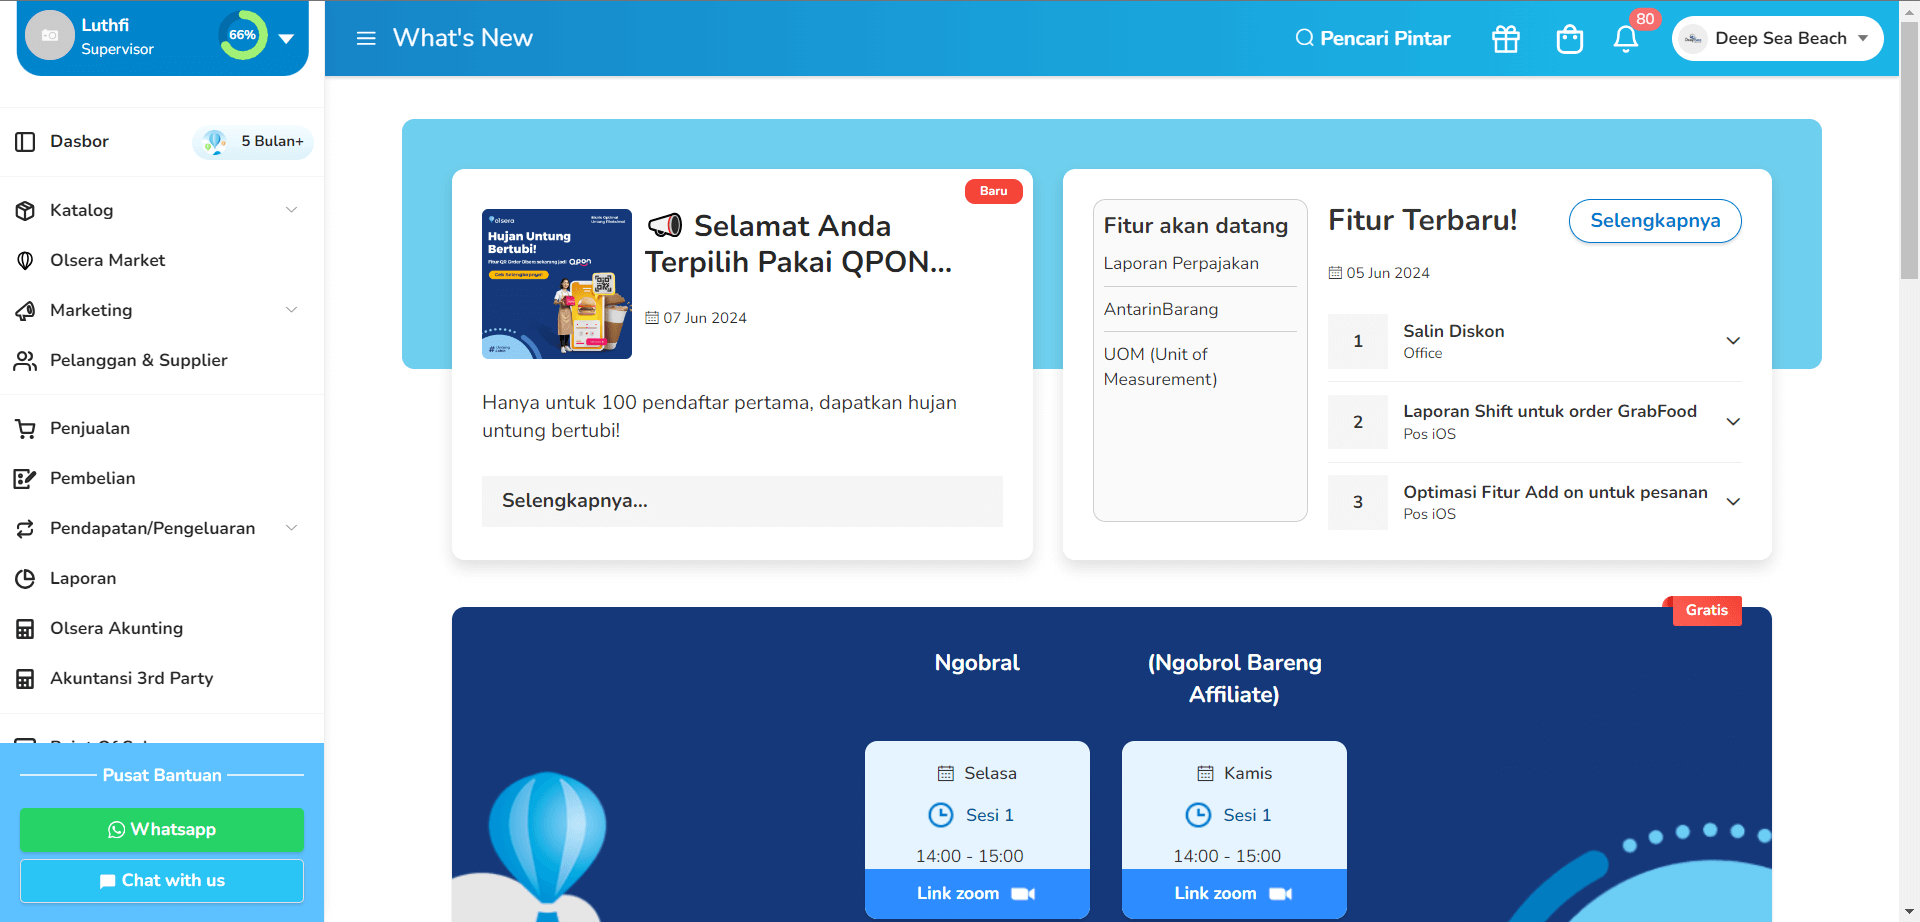 Luthfi
Supervisor
66%
What's New
Pencari Pintar
80
Deep Sea Beach
Dasbor
5 Bulan+
Katalog
Olsera Market
Marketing
Pelanggan & Supplier
Penjualan
Pembelian
Pendapatan/Pengeluaran
Laporan
Olsera Akunting
Akuntansi 3rd Party
Pusat Bantuan
Whatsapp
Chat with us
Baru
olsera
Hujan Untung
Bertubi!
Selamat Anda
Terpilih Pakai QPON...
07 Jun 2024
Hanya untuk 100 pendaftar pertama, dapatkan hujan
untung bertubi!
Selengkapnya...
Fitur akan datang
Laporan Perpajakan
AntarinBarang
UOM (Unit of
Measurement)
Fitur Terbaru!
Selengkapnya
05 Jun 2024
1
Salin Diskon
Office
2
Laporan Shift untuk order GrabFood
Pos iOS
3
Optimasi Fitur Add on untuk pesanan
Pos iOS
Gratis
Ngobral
(Ngobrol Bareng
Affiliate)
Selasa
Sesi 1
14:00 - 15:00
Link zoom
Kamis
Sesi 1
14:00 - 15:00
Link zoom